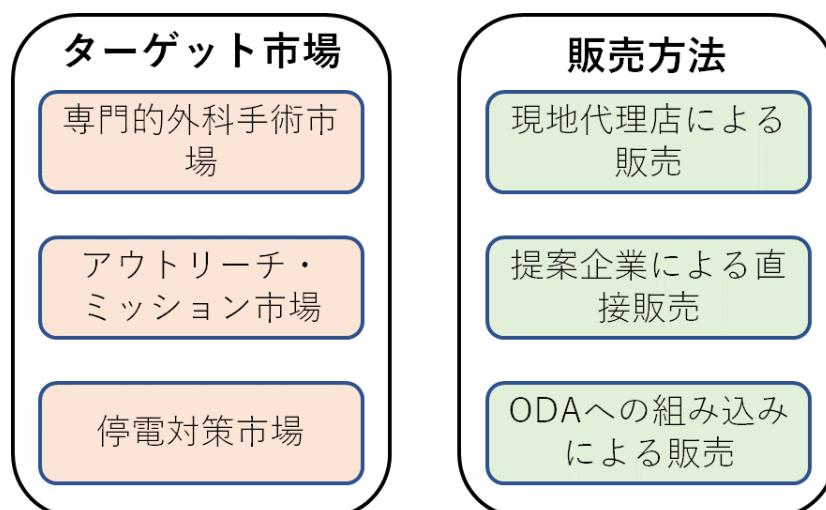 ターゲット市場
専門的外科手術市
場
アウトリーチ・
ミッション市場
停電対策市場
販売方法
現地代理店による
販売
提案企業による直
接販売
ODAへの組み込み
による販売